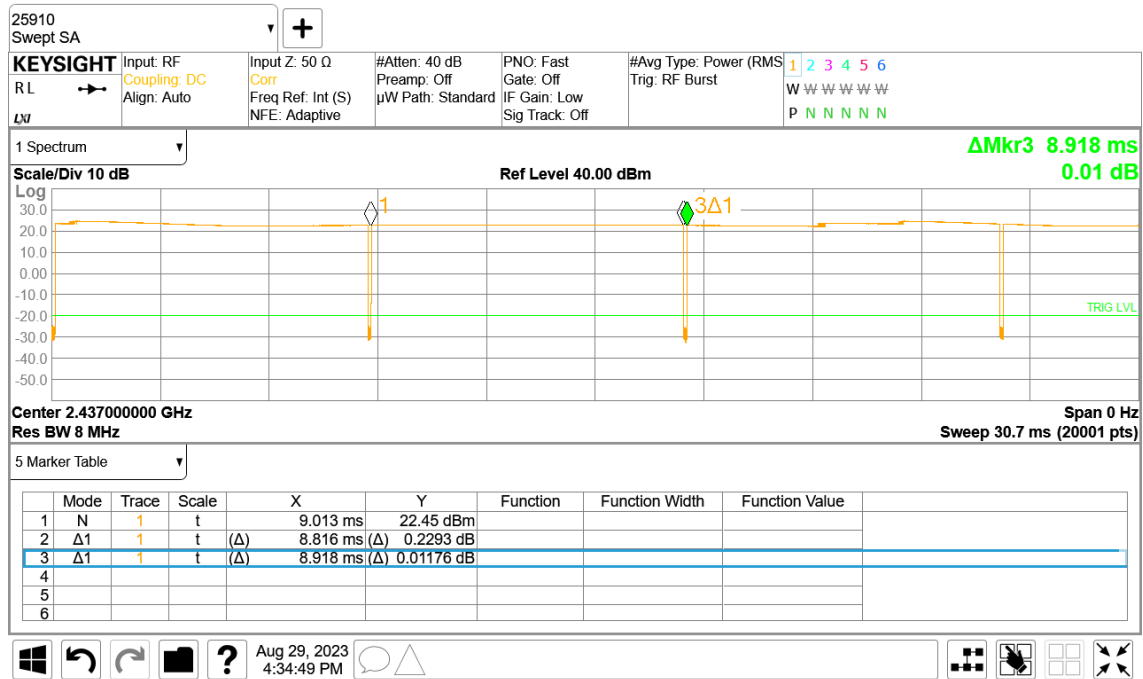 25910
Swept SA
KEYSIGHT Input: RF Input Z: 50 Ω #Atten: 40 dB PNO: Fast #Avg Type: Power (RMS 1 2 3 4 5 6
R L Coupling: DC Corr Preamp: Off Gate: Off Trig: RF Burst
Align: Auto Freq Ref: Int (S) µW Path: Standard IF Gain: Low W W W W W W
LXI NFE: Adaptive Sig Track: Off P N N N N N
1 Spectrum ΔMkr3 8.918 ms
Scale/Div 10 dB Ref Level 40.00 dBm 0.01 dB
Log
30.0 1 3Δ1
20.0
10.0
0.00
-10.0 TRIG LVL
-20.0
-30.0
-40.0
-50.0
Center 2.437000000 GHz Span 0 Hz
Res BW 8 MHz Sweep 30.7 ms (20001 pts)
5 Marker Table
Mode Trace Scale X Y Function Function Width Function Value
1 N 1 t 9.013 ms 22.45 dBm
2 Δ1 1 t (Δ) 8.816 ms (Δ) 0.2293 dB
3 Δ1 1 t (Δ) 8.918 ms (Δ) 0.01176 dB
4
5
6
? Aug 29, 2023
4:34:49 PM